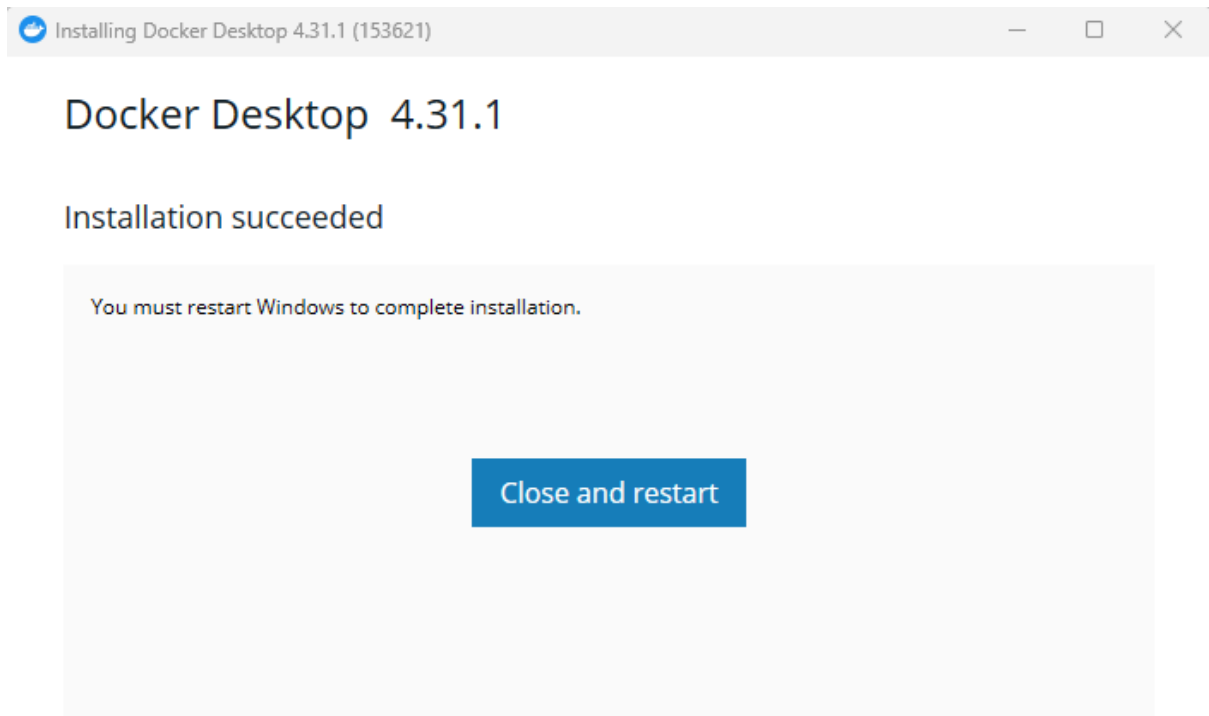 Installing Docker Desktop 4.31.1 (153621)
Docker Desktop 4.31.1
Installation succeeded
You must restart Windows to complete installation.
Close and restart